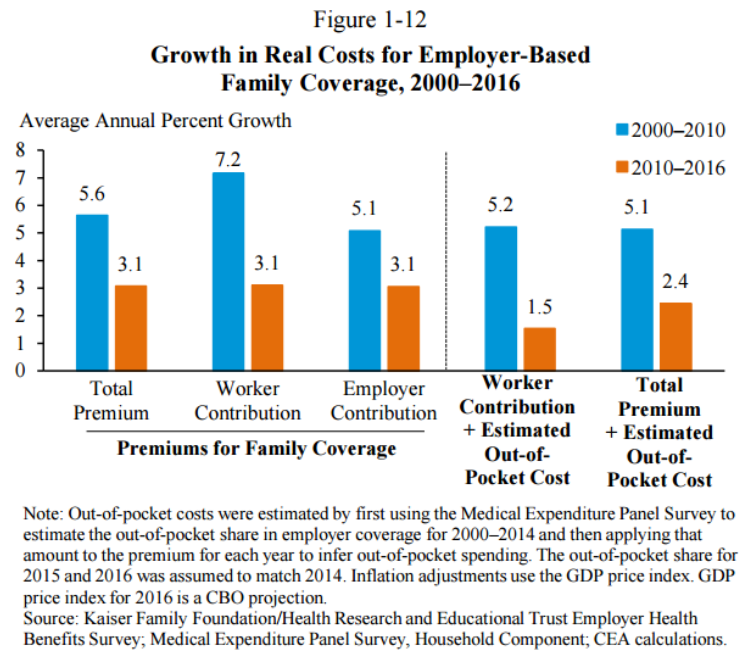 Figure 1-12
Growth in Real Costs for Employer-Based
Family Coverage, 2000–2016
Average Annual Percent Growth
2000–2010
2010–2016
8
7
6
5
4
3
2
1
0
5.6
3.1
7.2
3.1
5.1
3.1
5.2
1.5
5.1
2.4
Total
Premium
Worker
Contribution
Employer
Contribution
Premiums for Family Coverage
Worker
Contribution
+ Estimated
Out-of-
Pocket Cost
Total
Premium
+ Estimated
Out-of-
Pocket Cost
Note: Out-of-pocket costs were estimated by first using the Medical Expenditure Panel Survey to
estimate the out-of-pocket share in employer coverage for 2000–2014 and then applying that
amount to the premium for each year to infer out-of-pocket spending. The out-of-pocket share for
2015 and 2016 was assumed to match 2014. Inflation adjustments use the GDP price index. GDP
price index for 2016 is a CBO projection.
Source: Kaiser Family Foundation/Health Research and Educational Trust Employer Health
Benefits Survey; Medical Expenditure Panel Survey, Household Component; CEA calculations.